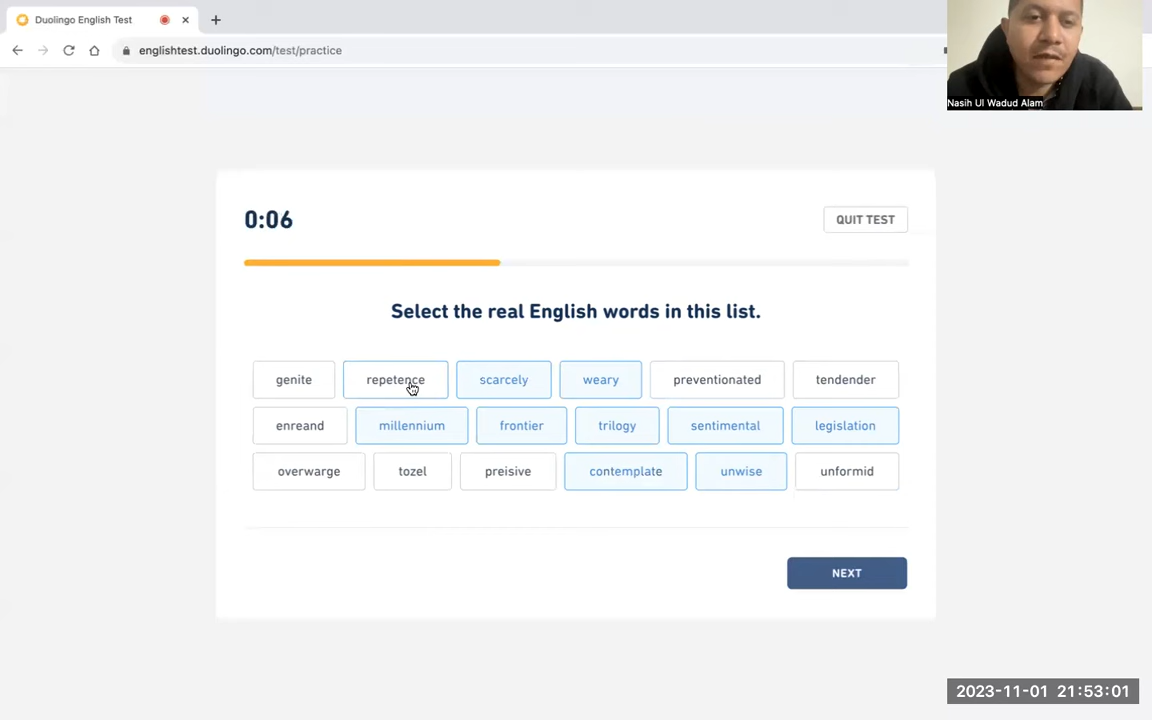 Duolingo English Test
englishtest.duolingo.com/test/practice
Nasih Ul Wadud Alam
0:06
QUIT TEST
Select the real English words in this list.
genite repetence scarcely weary preventionated tendender
enreand millennium frontier trilogy sentimental legislation
overwarge tozel preisive contemplate unwise unformid
NEXT
2023-11-01 21:53:01